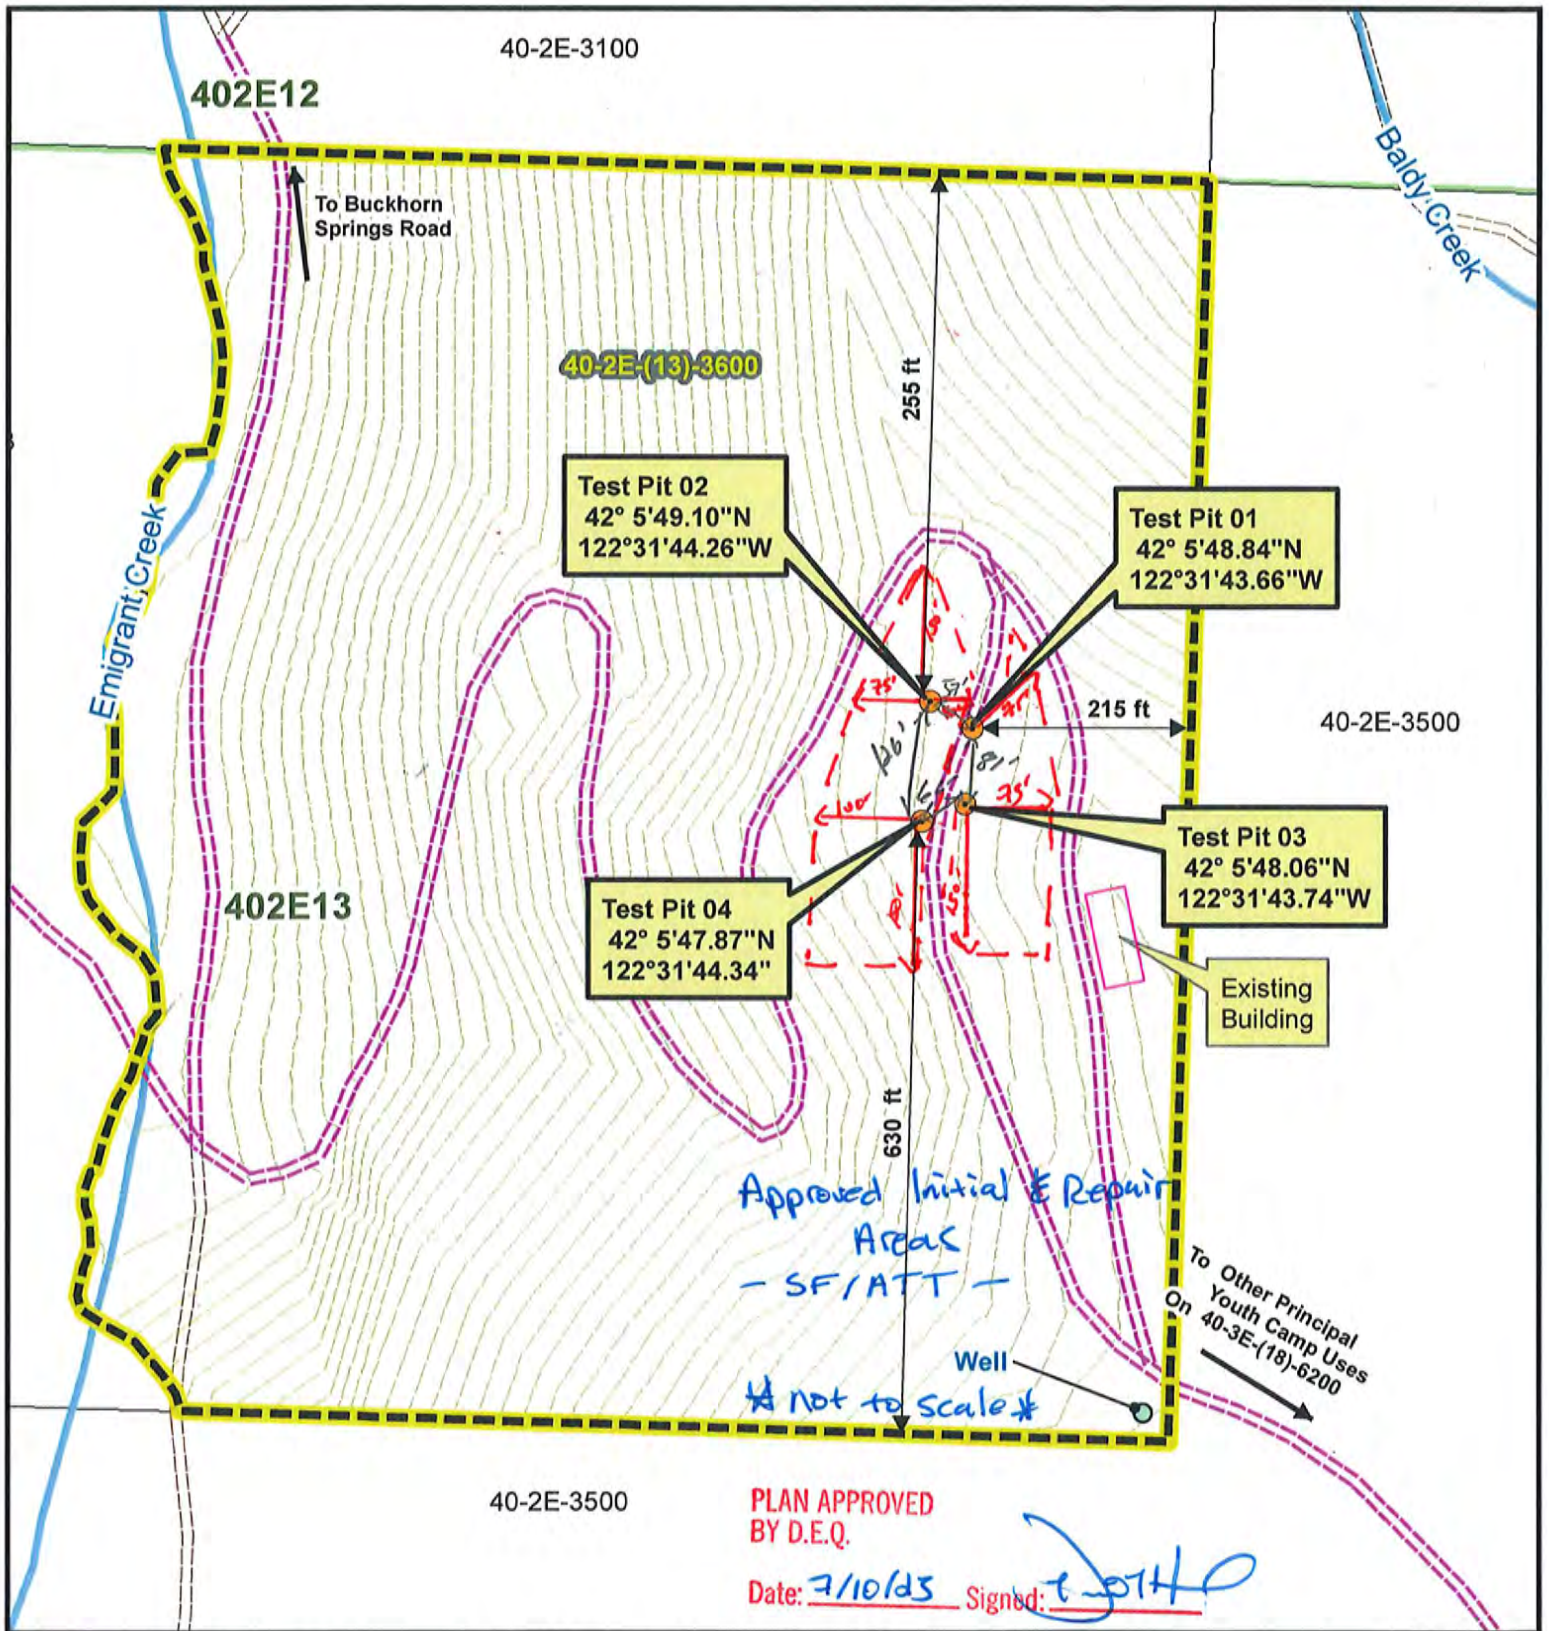 40-2E-3100
402E12
Baldy Creek
To Buckhorn
Springs Road
40-2E-(13)-3600
255 ft
Test Pit 02
42° 5'49.10"N
122°31'44.26"W
Test Pit 01
42° 5'48.84"N
122°31'43.66"W
Emigrant Creek
75'
215 ft
40-2E-3500
126'
81'
75'
100'
Test Pit 03
42° 5'48.06"N
122°31'43.74"W
402E13
Test Pit 04
42° 5'47.87"N
122°31'44.34"
Existing
Building
630 ft
Approved Initial & Repair
Areas
- SF/ATT -
To Other Principal
Youth Camp Uses
On 40-3E-(18)-6200
Well
* not to scale *
40-2E-3500
PLAN APPROVED
BY D.E.Q.
Date: 7/10/23 Signed: